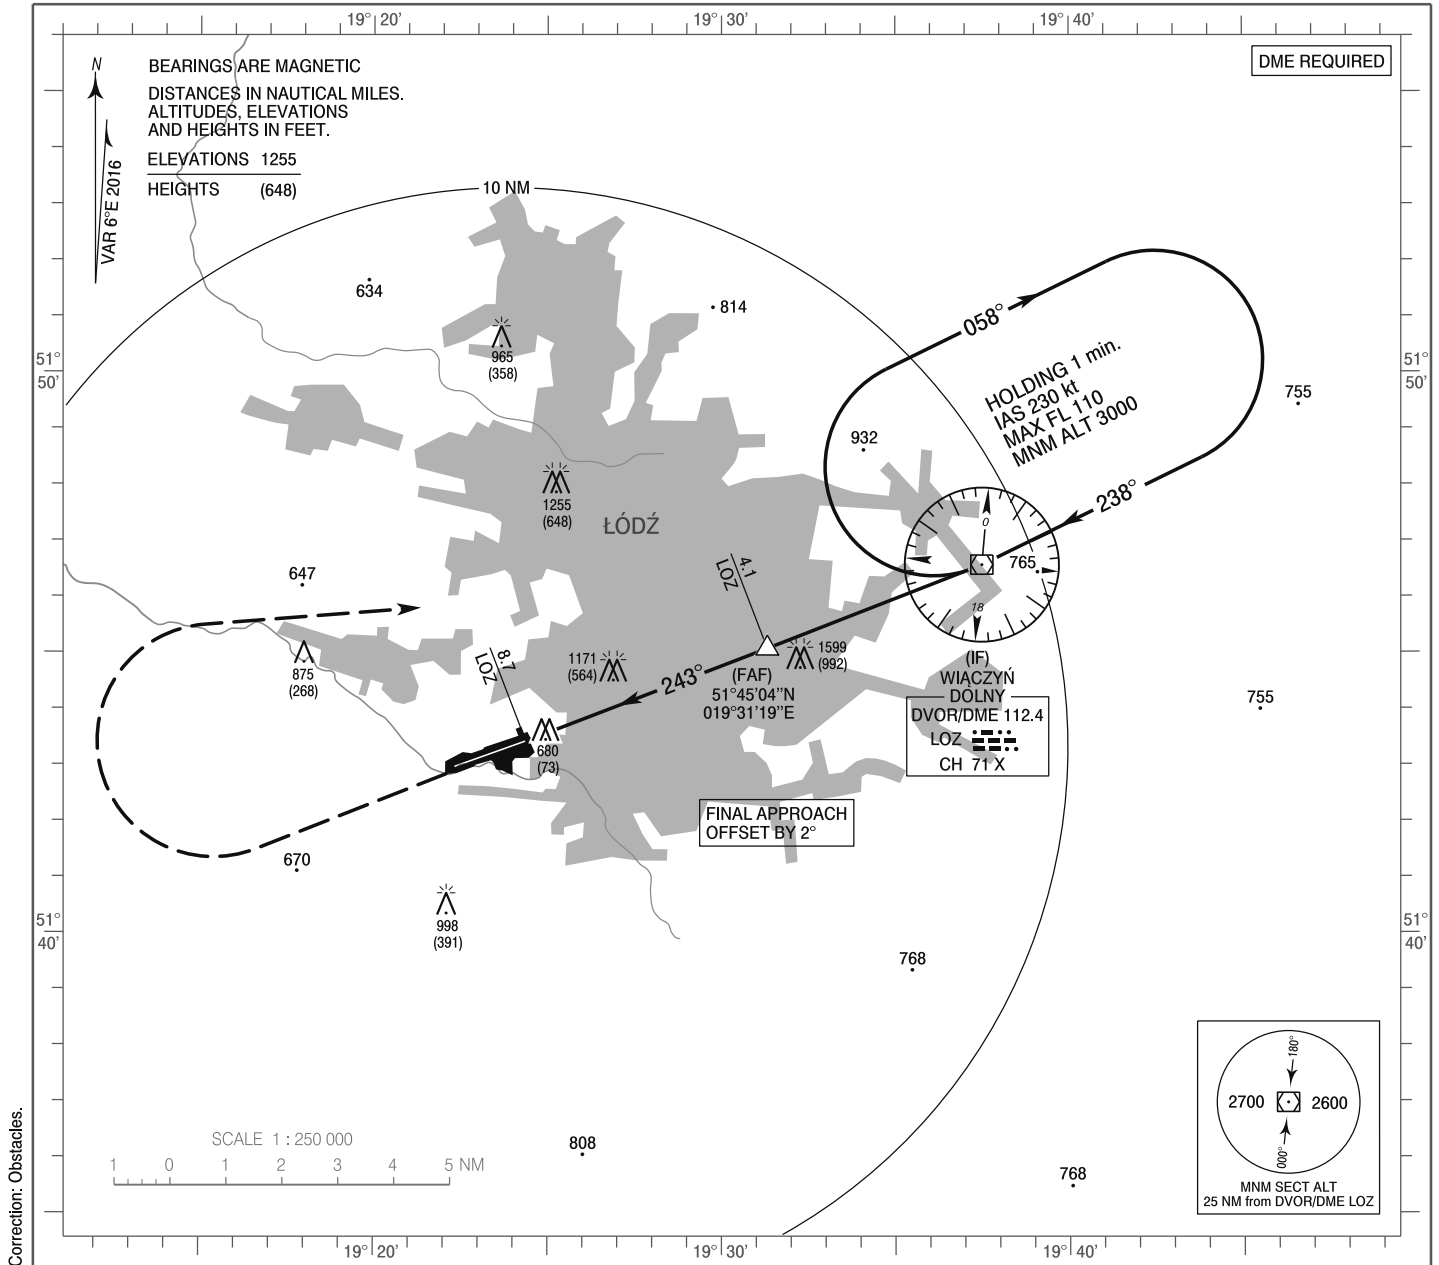 19° 20'
19° 30'
19° 40'
N
VAR 6°E 2016
BEARINGS ARE MAGNETIC
DISTANCES IN NAUTICAL MILES.
ALTITUDES, ELEVATIONS
AND HEIGHTS IN FEET.
ELEVATIONS 1255
HEIGHTS (648)
DME REQUIRED
10 NM
634
814
965
(358)
058°
HOLDING 1 min.
IAS 230 kt
MAX FL 110
MNM ALT 3000
238°
51°
50'
51°
50'
755
932
1255
(648)
ŁÓDŹ
0
18
765
647
4.1
LOZ
8.7
LOZ
875
(268)
1171
(564)
243°
1599
(992)
(FAF)
51°45'04''N
019°31'19''E
(IF)
WIĄCZYŃ
DOLNY
DVOR/DME 112.4
LOZ
CH 71 X
755
680
(73)
FINAL APPROACH
OFFSET BY 2°
670
998
(391)
51°
40'
51°
40'
768
808
768
SCALE 1 : 250 000
1 0 1 2 3 4 5 NM
180°
2700
2600
000°
MNM SECT ALT
25 NM from DVOR/DME LOZ
Correction: Obstacles.
19° 20'
19° 30'
19° 40'